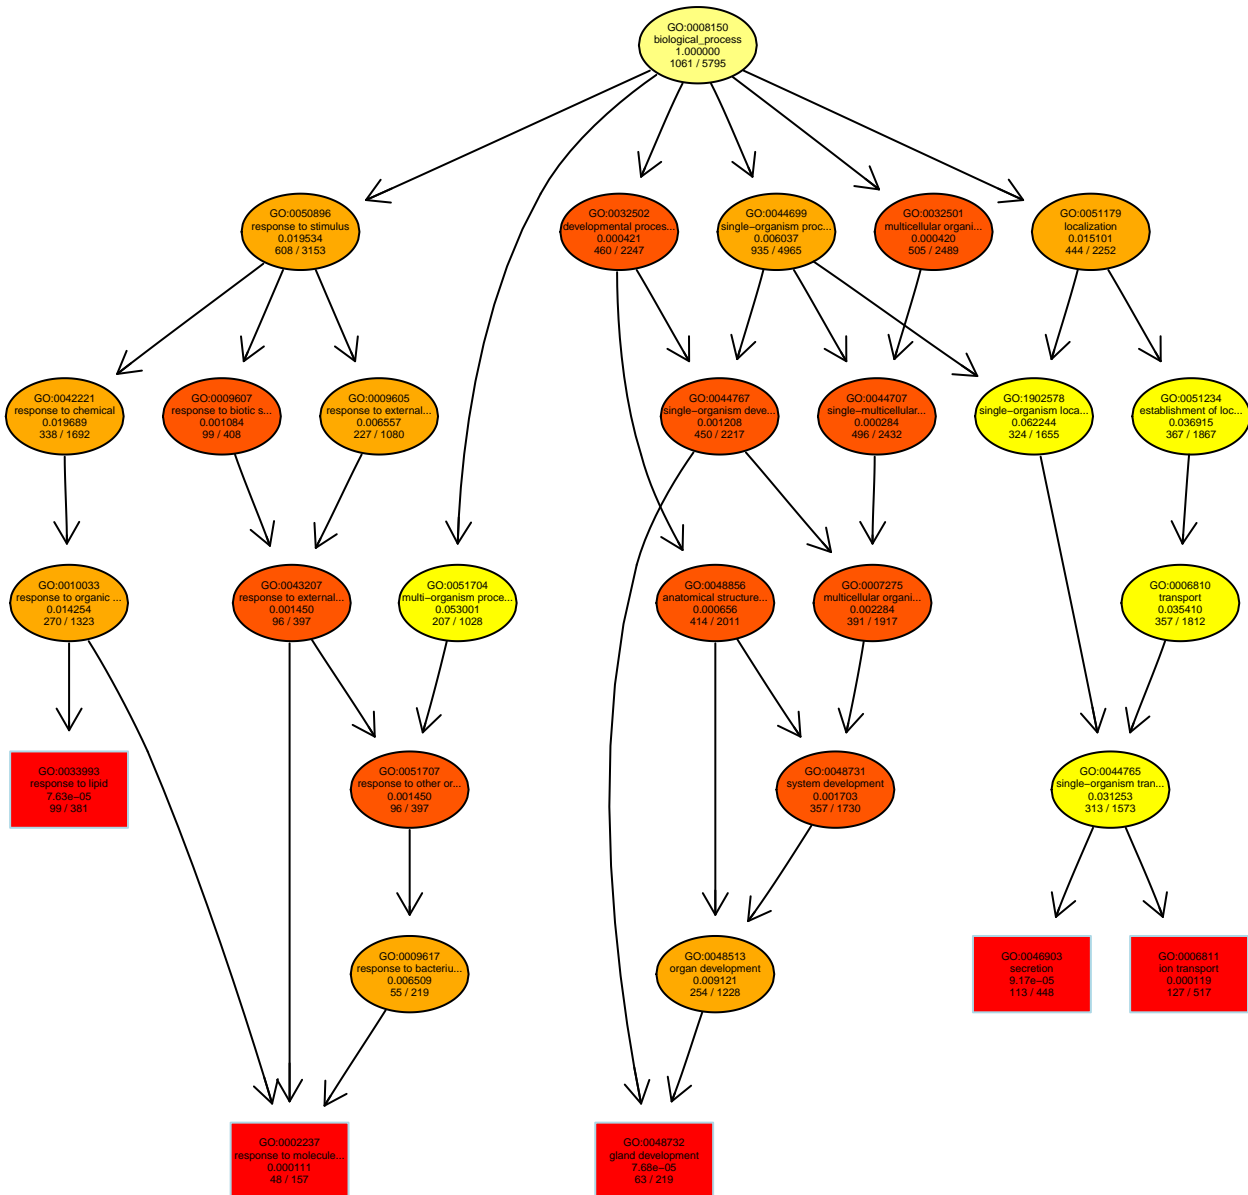 GO:0008150
biological_process
1.000000
1061 / 5795
GO:0050896
response to stimulus
0.019534
608 / 3153
GO:0032502
developmental proces...
0.000421
460 / 2247
GO:0044699
single−organism proc...
0.006037
935 / 4965
GO:0032501
multicellular organi...
0.000420
505 / 2489
GO:0051179
localization
0.015101
444 / 2252
GO:0042221
response to chemical
0.019689
338 / 1692
GO:0009607
response to biotic s...
0.001084
99 / 408
GO:0009605
response to external...
0.006557
227 / 1080
GO:0044767
single−organism deve...
0.001208
450 / 2217
GO:0044707
single−multicellular...
0.000284
496 / 2432
GO:1902578
single−organism loca...
0.062244
324 / 1655
GO:0051234
establishment of loc...
0.036915
367 / 1867
GO:0010033
response to organic ...
0.014254
270 / 1323
GO:0043207
response to external...
0.001450
96 / 397
GO:0051704
multi−organism proce...
0.053001
207 / 1028
GO:0048856
anatomical structure...
0.000656
414 / 2011
GO:0007275
multicellular organi...
0.002284
391 / 1917
GO:0006810
transport
0.035410
357 / 1812
GO:0033993
response to lipid
7.63e−05
99 / 381
GO:0051707
response to other or...
0.001450
96 / 397
GO:0048731
system development
0.001703
357 / 1730
GO:0044765
single−organism tran...
0.031253
313 / 1573
GO:0009617
response to bacteriu...
0.006509
55 / 219
GO:0048513
organ development
0.009121
254 / 1228
GO:0046903
secretion
9.17e−05
113 / 448
GO:0006811
ion transport
0.000119
127 / 517
GO:0002237
response to molecule...
0.000111
48 / 157
GO:0048732
gland development
7.68e−05
63 / 219